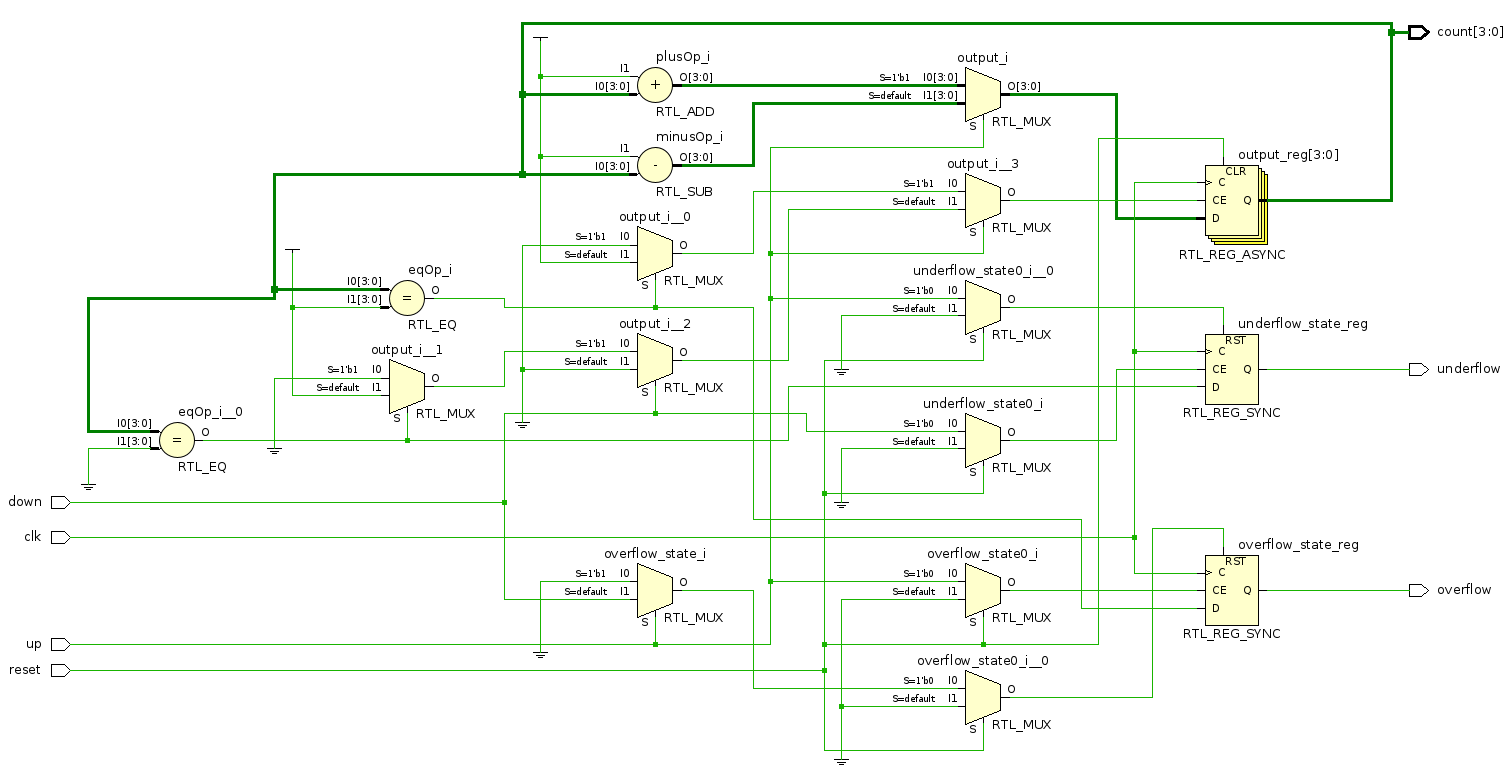 count[3:0]
plusOp_i
I1
I0[3:0]
+
O[3:0]
RTL_ADD
output_i
S=1'b1 I0[3:0]
S=default I1[3:0]
O[3:0]
S
RTL_MUX
minusOp_i
I1
I0[3:0]
-
O[3:0]
RTL_SUB
output_i__3
S=1'b1 I0
S=default I1
O
S
RTL_MUX
output_reg[3:0]
CLR
C
CE
D
Q
RTL_REG_ASYNC
output_i__0
S=1'b1 I0
S=default I1
O
S
RTL_MUX
eqOp_i
I0[3:0]
I1[3:0]
=
O
RTL_EQ
underflow_state0_i__0
S=1'b0 I0
S=default I1
O
S
RTL_MUX
output_i__2
S=1'b1 I0
S=default I1
O
S
RTL_MUX
underflow_state_reg
RST
C
CE
D
Q
RTL_REG_SYNC
underflow
output_i__1
S=1'b1 I0
S=default I1
O
S
RTL_MUX
eqOp_i__0
I0[3:0]
I1[3:0]
=
O
RTL_EQ
underflow_state0_i
S=1'b0 I0
S=default I1
O
S
RTL_MUX
down
clk
overflow_state_i
S=1'b1 I0
S=default I1
O
S
RTL_MUX
overflow_state0_i
S=1'b0 I0
S=default I1
O
S
RTL_MUX
overflow_state_reg
RST
C
CE
D
Q
RTL_REG_SYNC
overflow
up
reset
overflow_state0_i__0
S=1'b0 I0
S=default I1
O
S
RTL_MUX